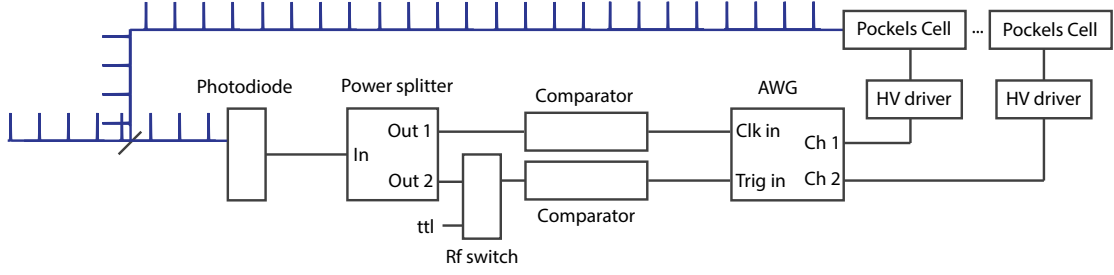 Pockels Cell
...
Pockels Cell
Photodiode
Power splitter
Comparator
AWG
HV driver
HV driver
Out 1
Clk in
Ch 1
In
Out 2
Trig in
Ch 2
ttl
Comparator
Rf switch